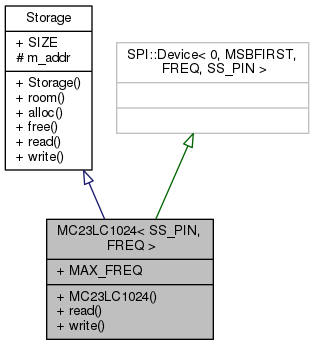 Storage
+ SIZE
# m_addr
+ Storage()
+ room()
+ alloc()
+ free()
+ read()
+ write()
SPI::Device< 0, MSBFIRST,
FREQ, SS_PIN >
MC23LC1024< SS_PIN,
FREQ >
+ MAX_FREQ
+ MC23LC1024()
+ read()
+ write()